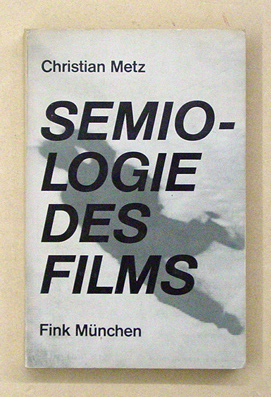 Christian Metz
SEMIO-
LOGIE
DES
FILMS
Fink München